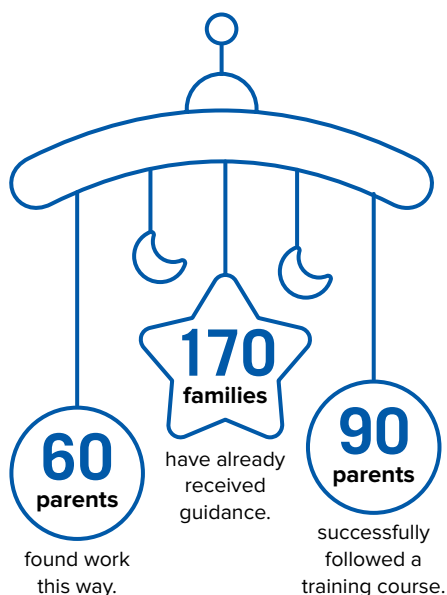 170
families
have already
received
guidance.
60
parents
found work
this way.
90
parents
successfully
followed a
training course.